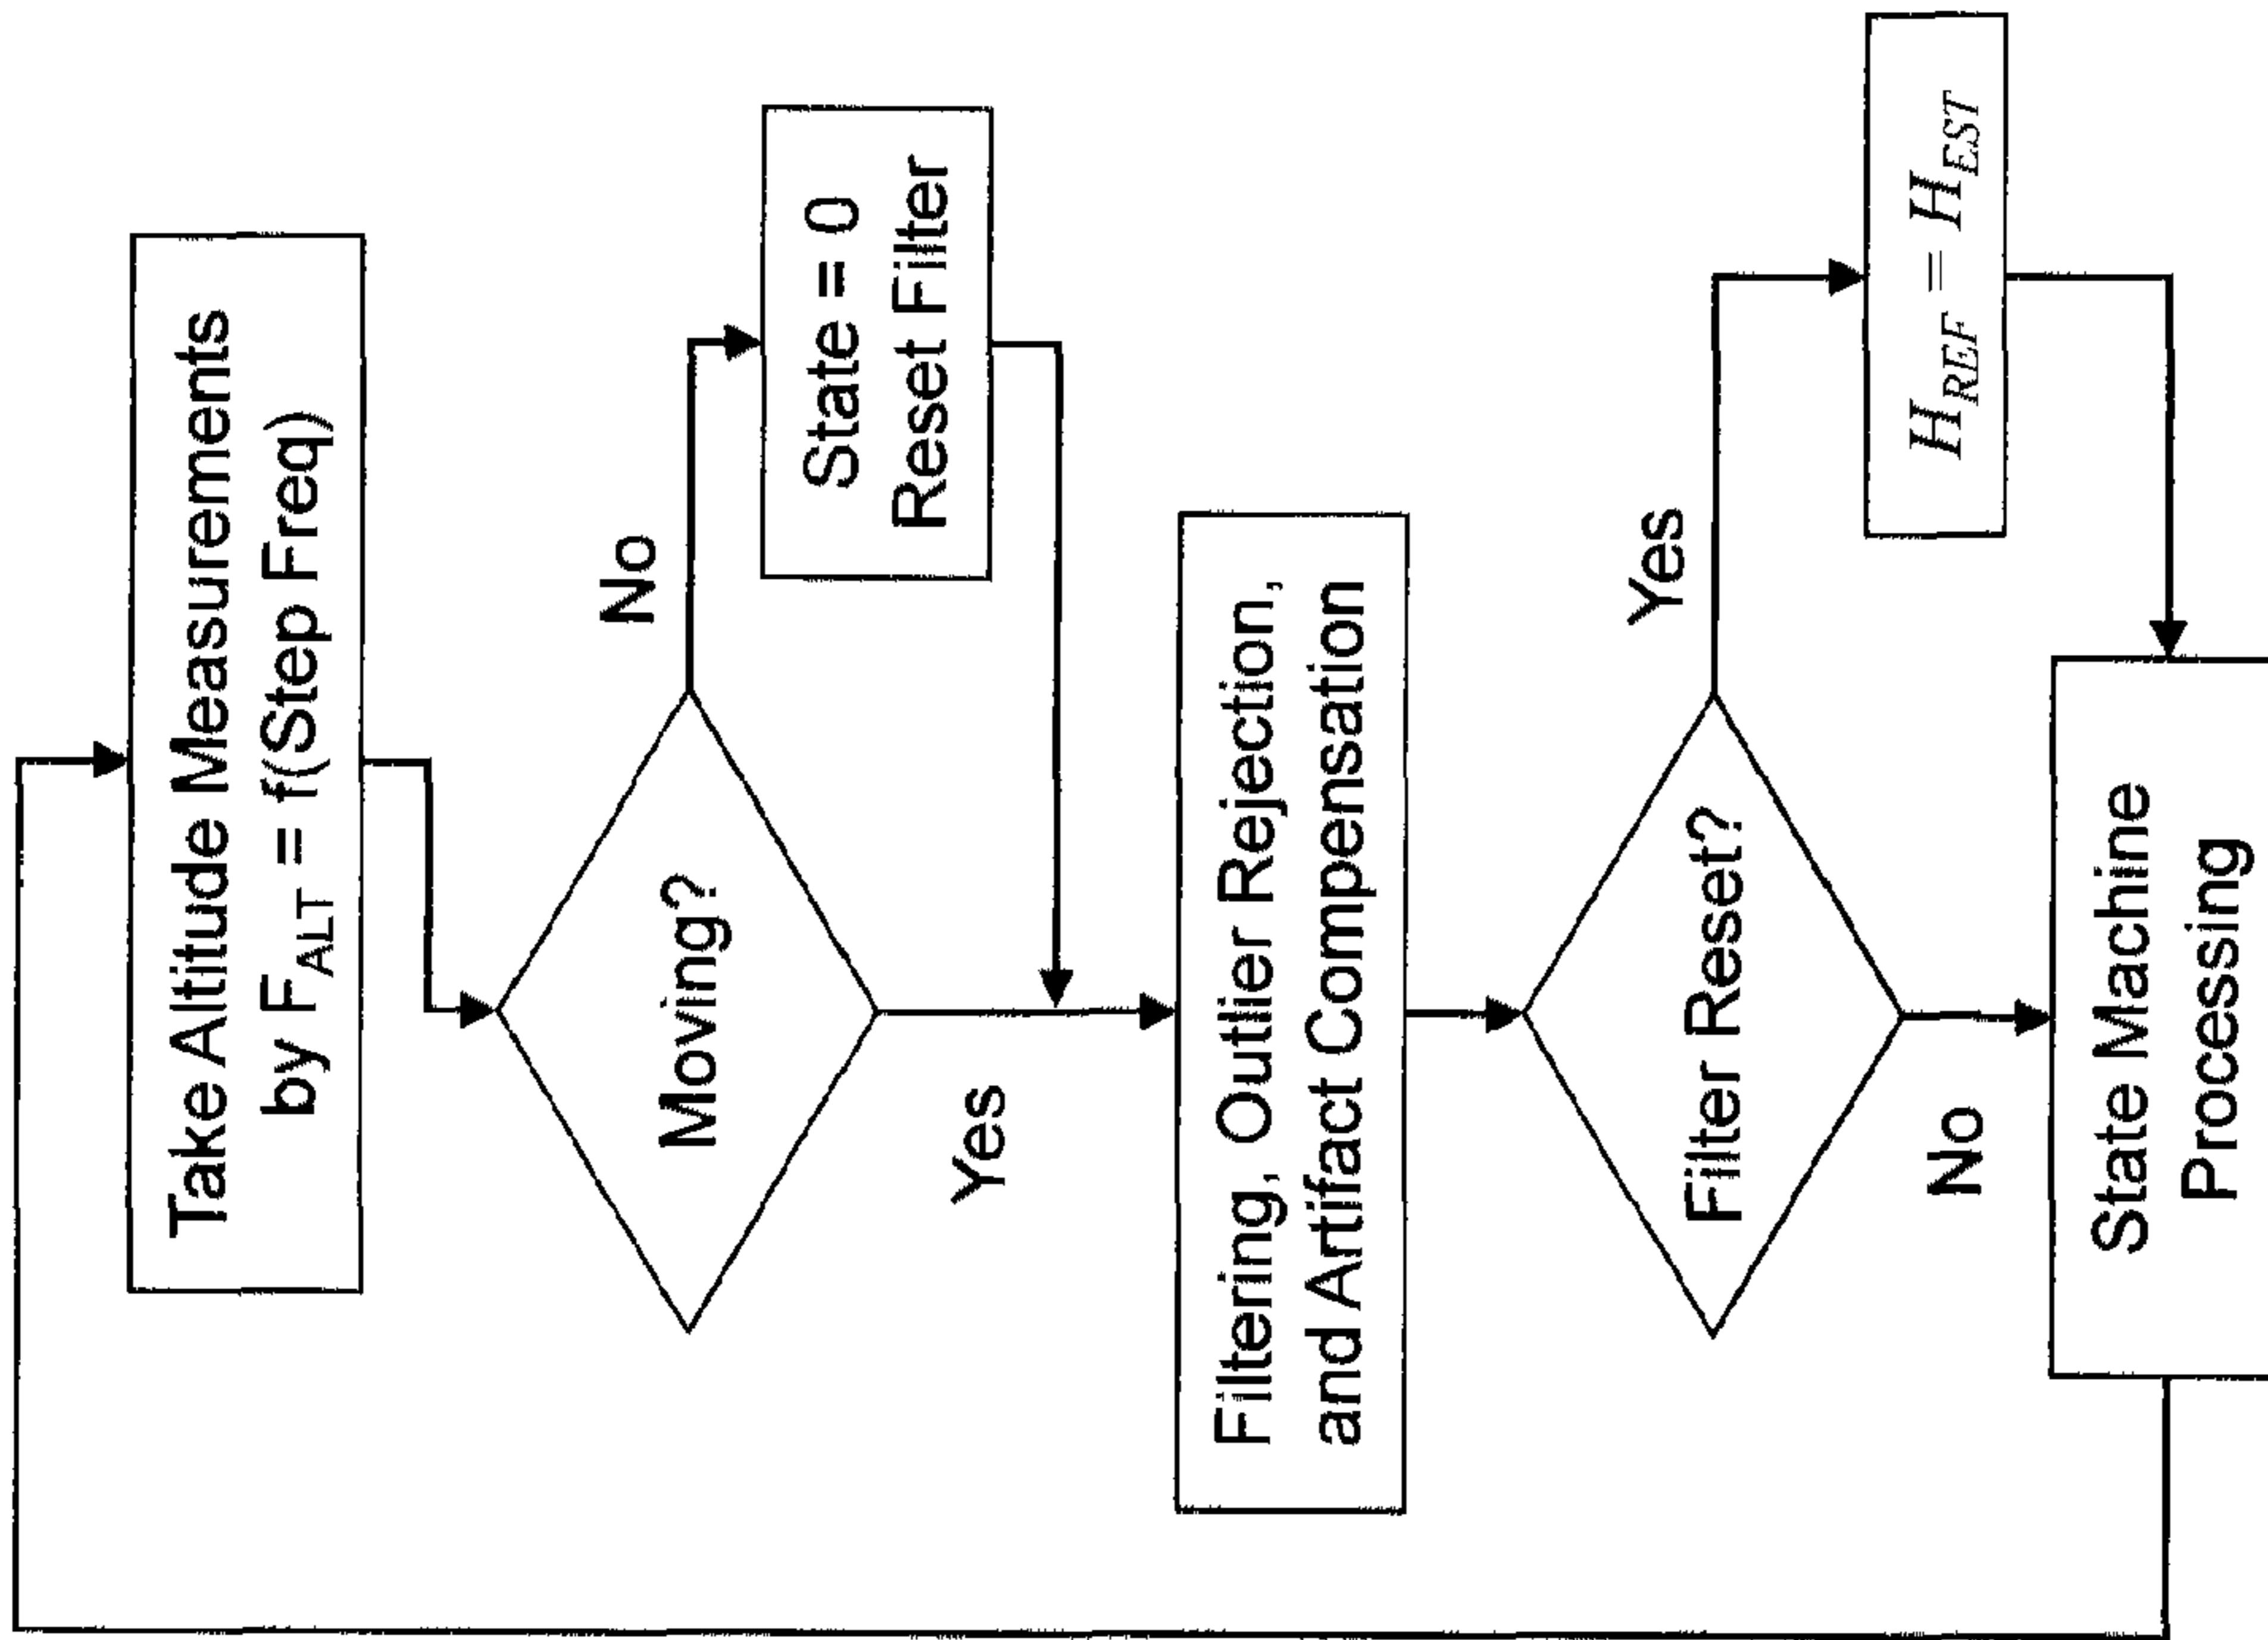 Take Altitude Measurements
by F_ALT = f(Step Freq)
Moving?
No
State = 0
Reset Filter
Yes
Filtering, Outlier Rejection,
and Artifact Compensation
Filter Reset?
Yes
H_REF = H_EST
No
State Machine
Processing